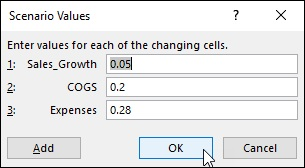 Scenario Values
Enter values for each of the changing cells.
1: Sales_Growth 0.05
2: COGS 0.2
3: Expenses 0.28
Add OK Cancel